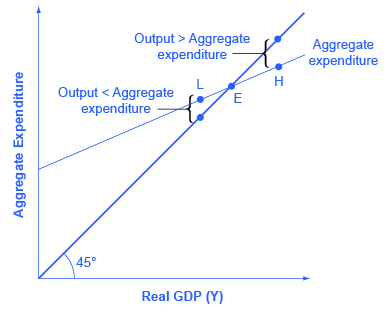 Output > Aggregate
expenditure
Aggregate
expenditure
Output < Aggregate
expenditure
L
E
H
45°
Aggregate Expenditure
Real GDP (Y)